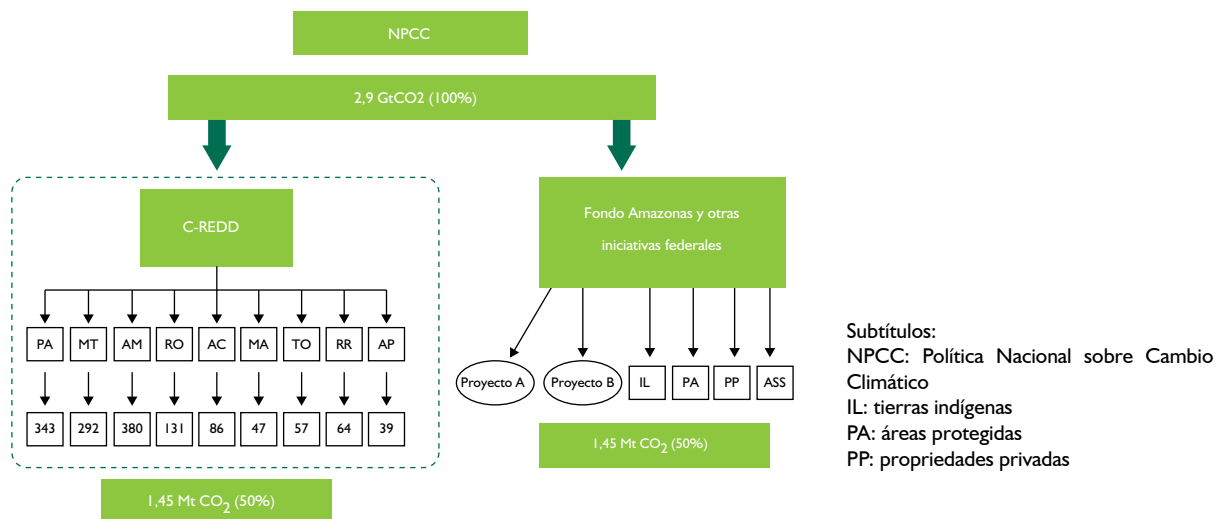 NPCC
2,9 GtCO2 (100%)
C-REDD
PA MT AM RO AC MA TO RR AP
343 292 380 131 86 47 57 64 39
1,45 Mt CO2 (50%)
Fondo Amazonas y otras
iniciativas federales
Proyecto A Proyecto B IL PA PP ASS
1,45 Mt CO2 (50%)
Subtítulos:
NPCC: Política Nacional sobre Cambio
Climático
IL: tierras indígenas
PA: áreas protegidas
PP: propriedades privadas